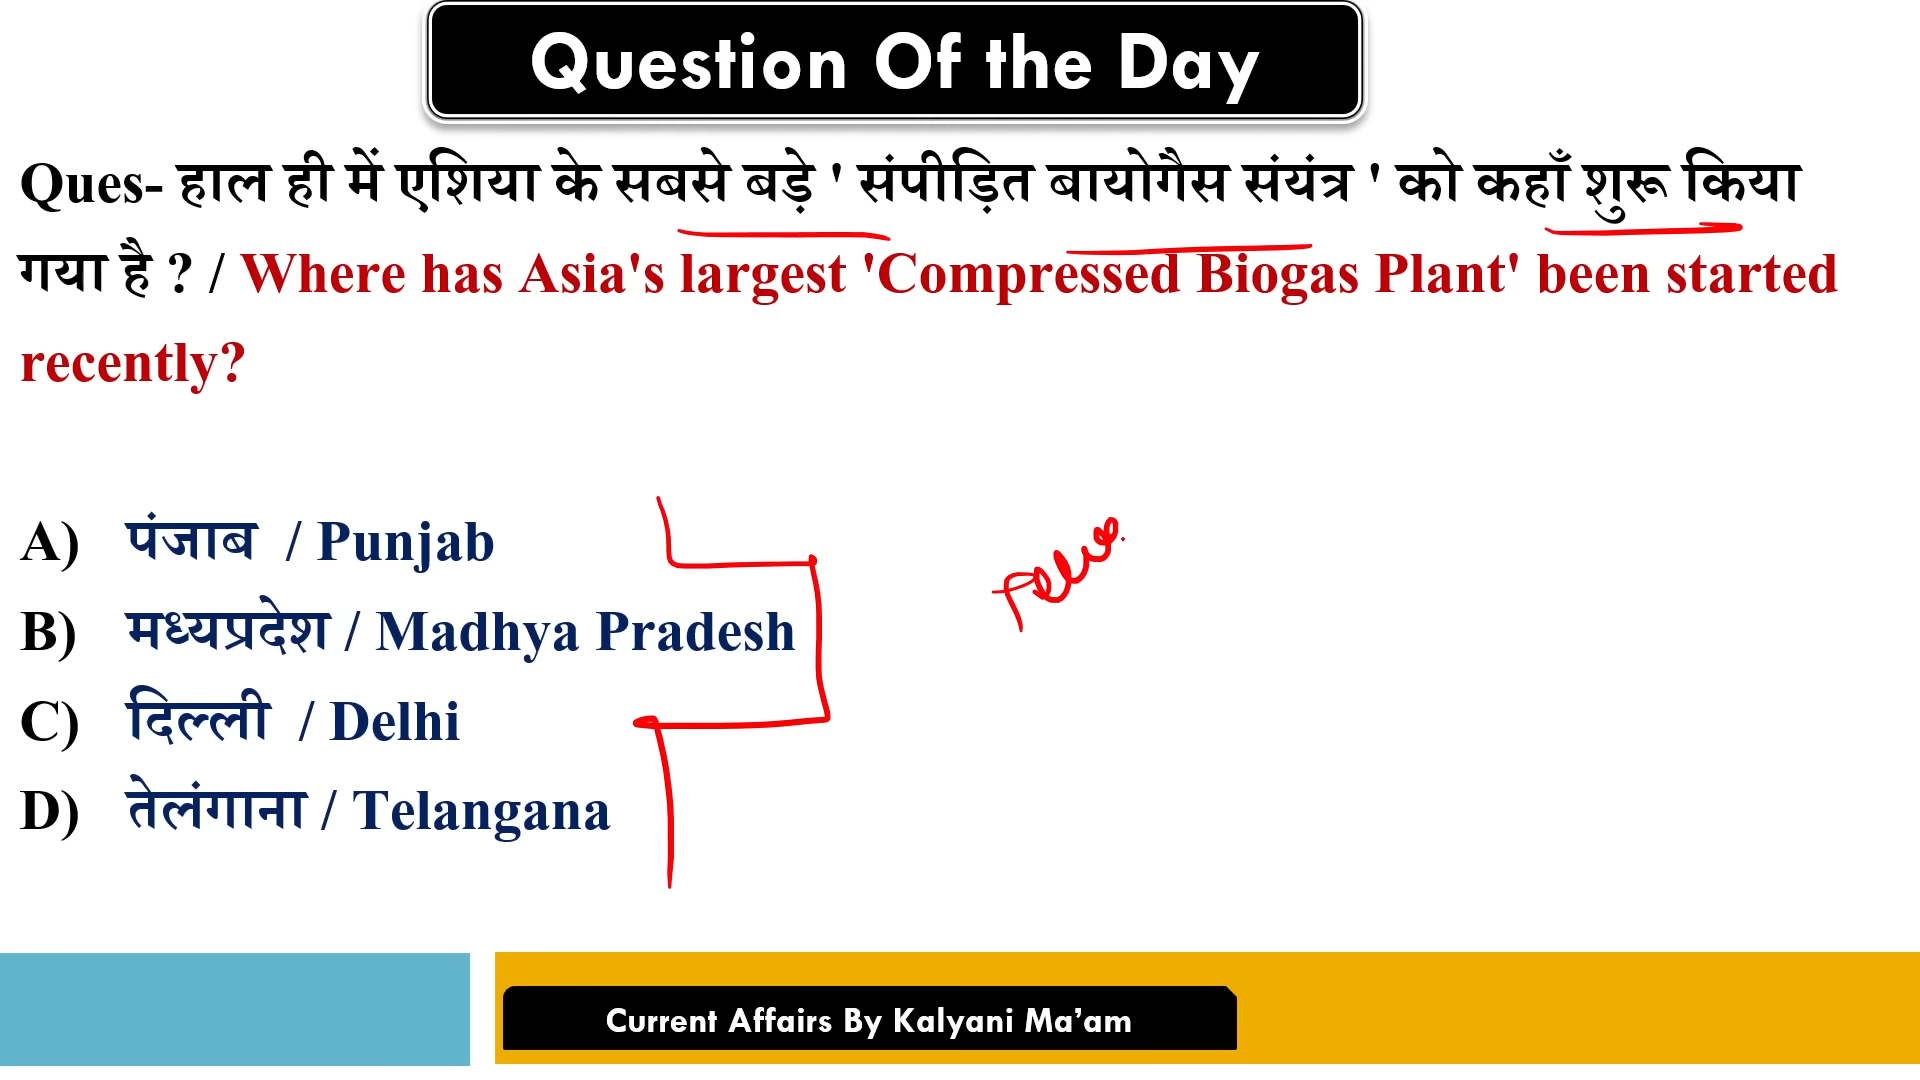 Question Of the Day
Ques- हाल ही में एशिया के सबसे बड़े ' संपीड़ित बायोगैस संयंत्र ' को कहाँ शुरू किया
गया है ? / Where has Asia's largest 'Compressed Biogas Plant' been started
recently?
A) पंजाब / Punjab
B) मध्यप्रदेश / Madhya Pradesh
C) दिल्ली / Delhi
D) तेलंगाना / Telangana
Current Affairs By Kalyani Ma'am